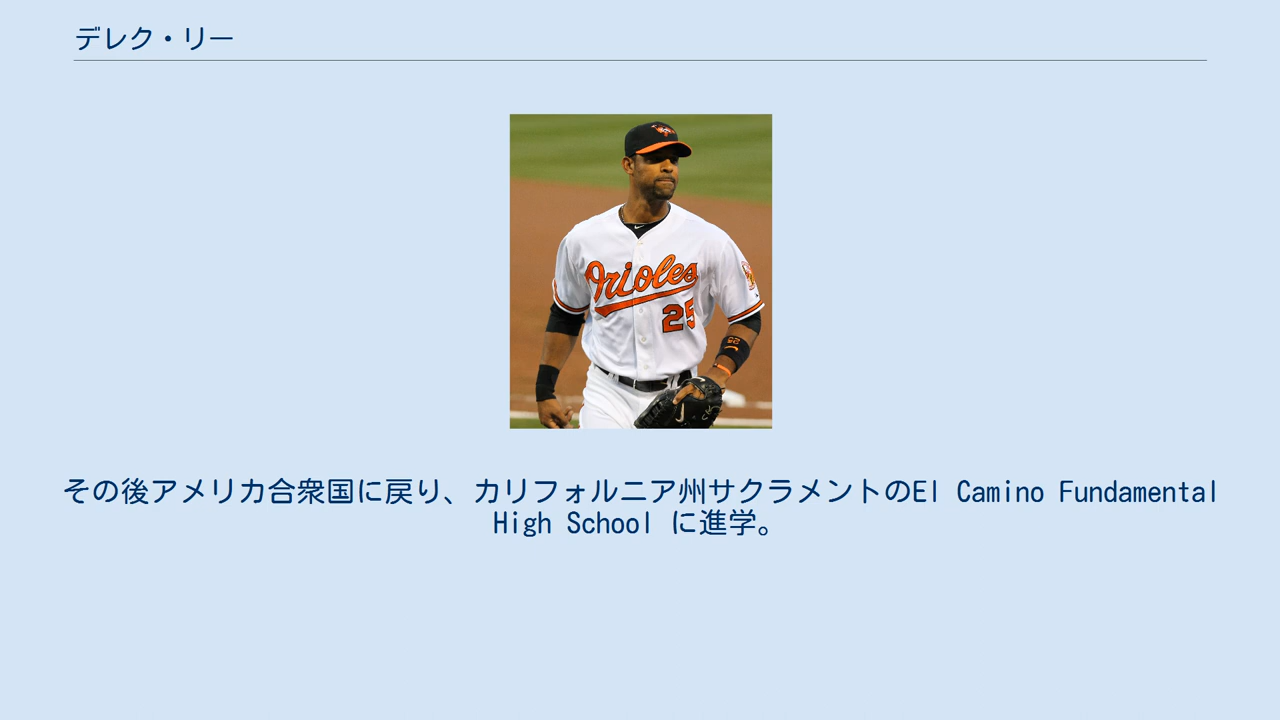 デレク・リー
Orioles
25
その後アメリカ合衆国に戻り、カリフォルニア州サクラメントのEl Camino Fundamental
High School に進学。